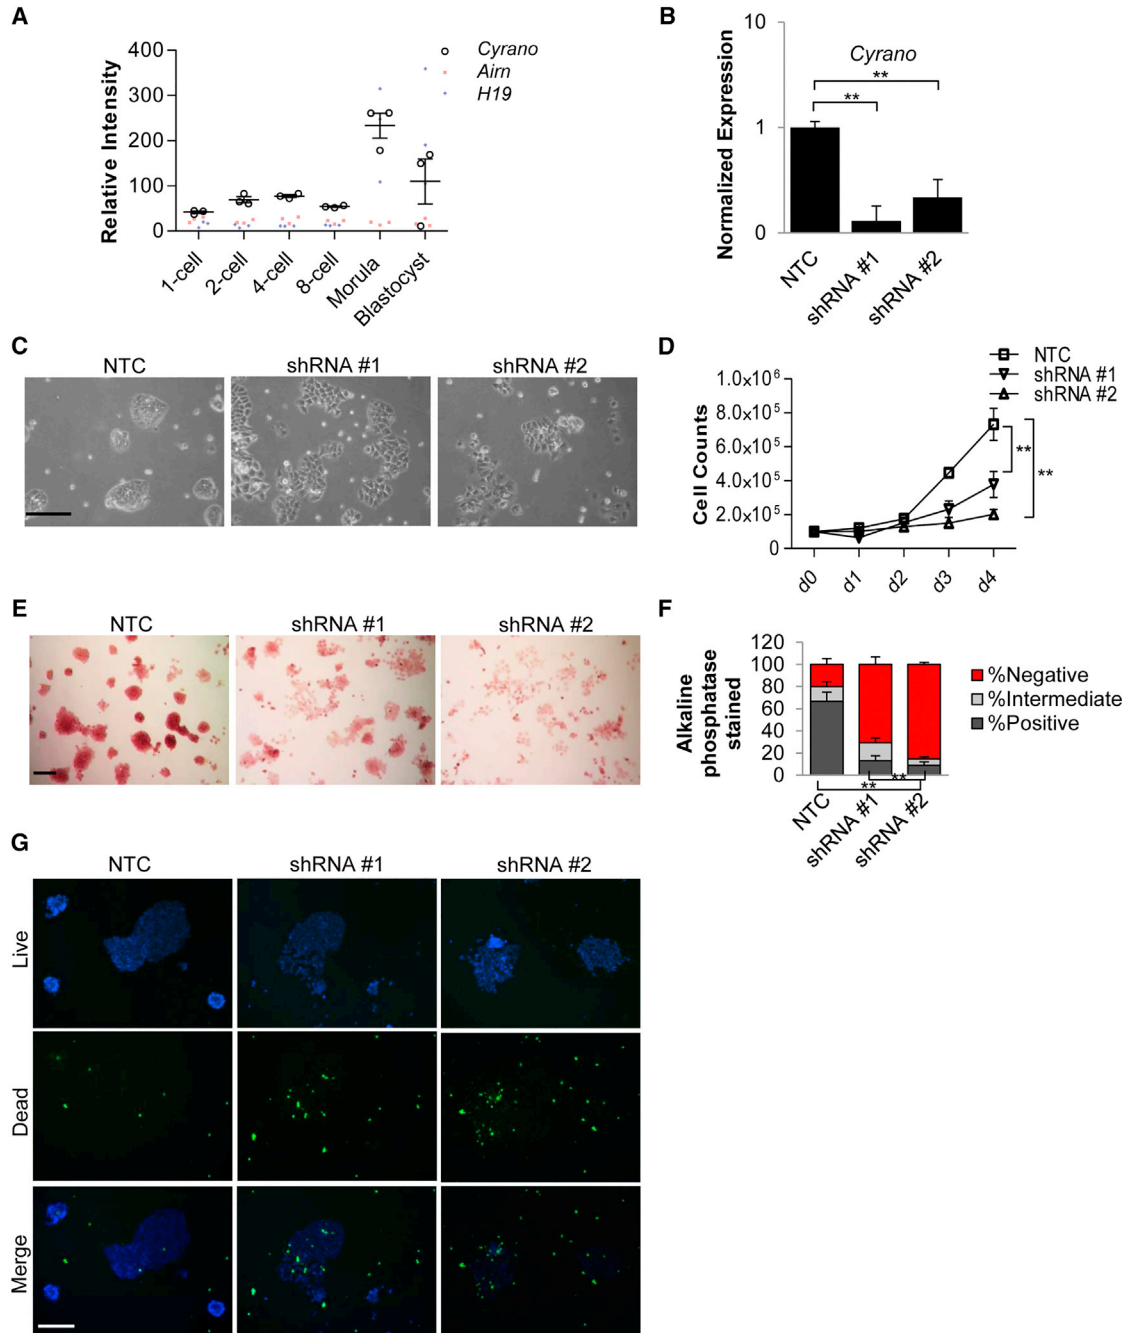 A
Relative Intensity
400
300
200
100
0
1-cell
2-cell
4-cell
8-cell
Morula
Blastocyst
Cyrano
Airn
H19
B
Normalized Expression
10
1
0
Cyrano
**
**
NTC
shRNA #1
shRNA #2
C
NTC
shRNA #1
shRNA #2
D
NTC
shRNA #1
shRNA #2
Cell Counts
1.0x10⁶
8.0x10⁵
6.0x10⁵
4.0x10⁵
2.0x10⁵
0
**
**
d0
d1
d2
d3
d4
E
NTC
shRNA #1
shRNA #2
F
Alkaline
phosphatase
stained
120
100
80
60
40
20
0
%Negative
%Intermediate
%Positive
**
**
NTC
shRNA #1
shRNA #2
G
NTC
shRNA #1
shRNA #2
Live
Dead
Merge